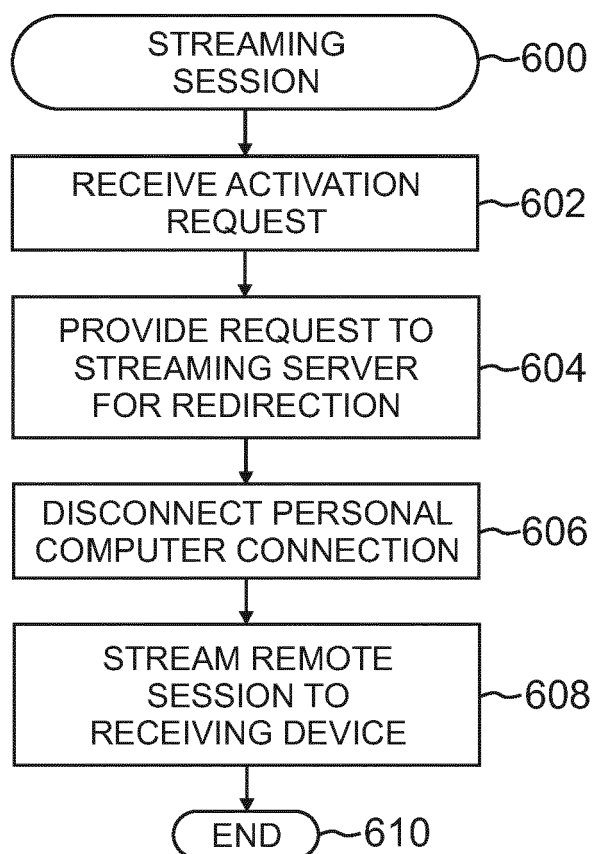 STREAMING
SESSION
600
RECEIVE ACTIVATION
REQUEST
602
PROVIDE REQUEST TO
STREAMING SERVER
FOR REDIRECTION
604
DISCONNECT PERSONAL
COMPUTER CONNECTION
606
STREAM REMOTE
SESSION TO
RECEIVING DEVICE
608
END
610